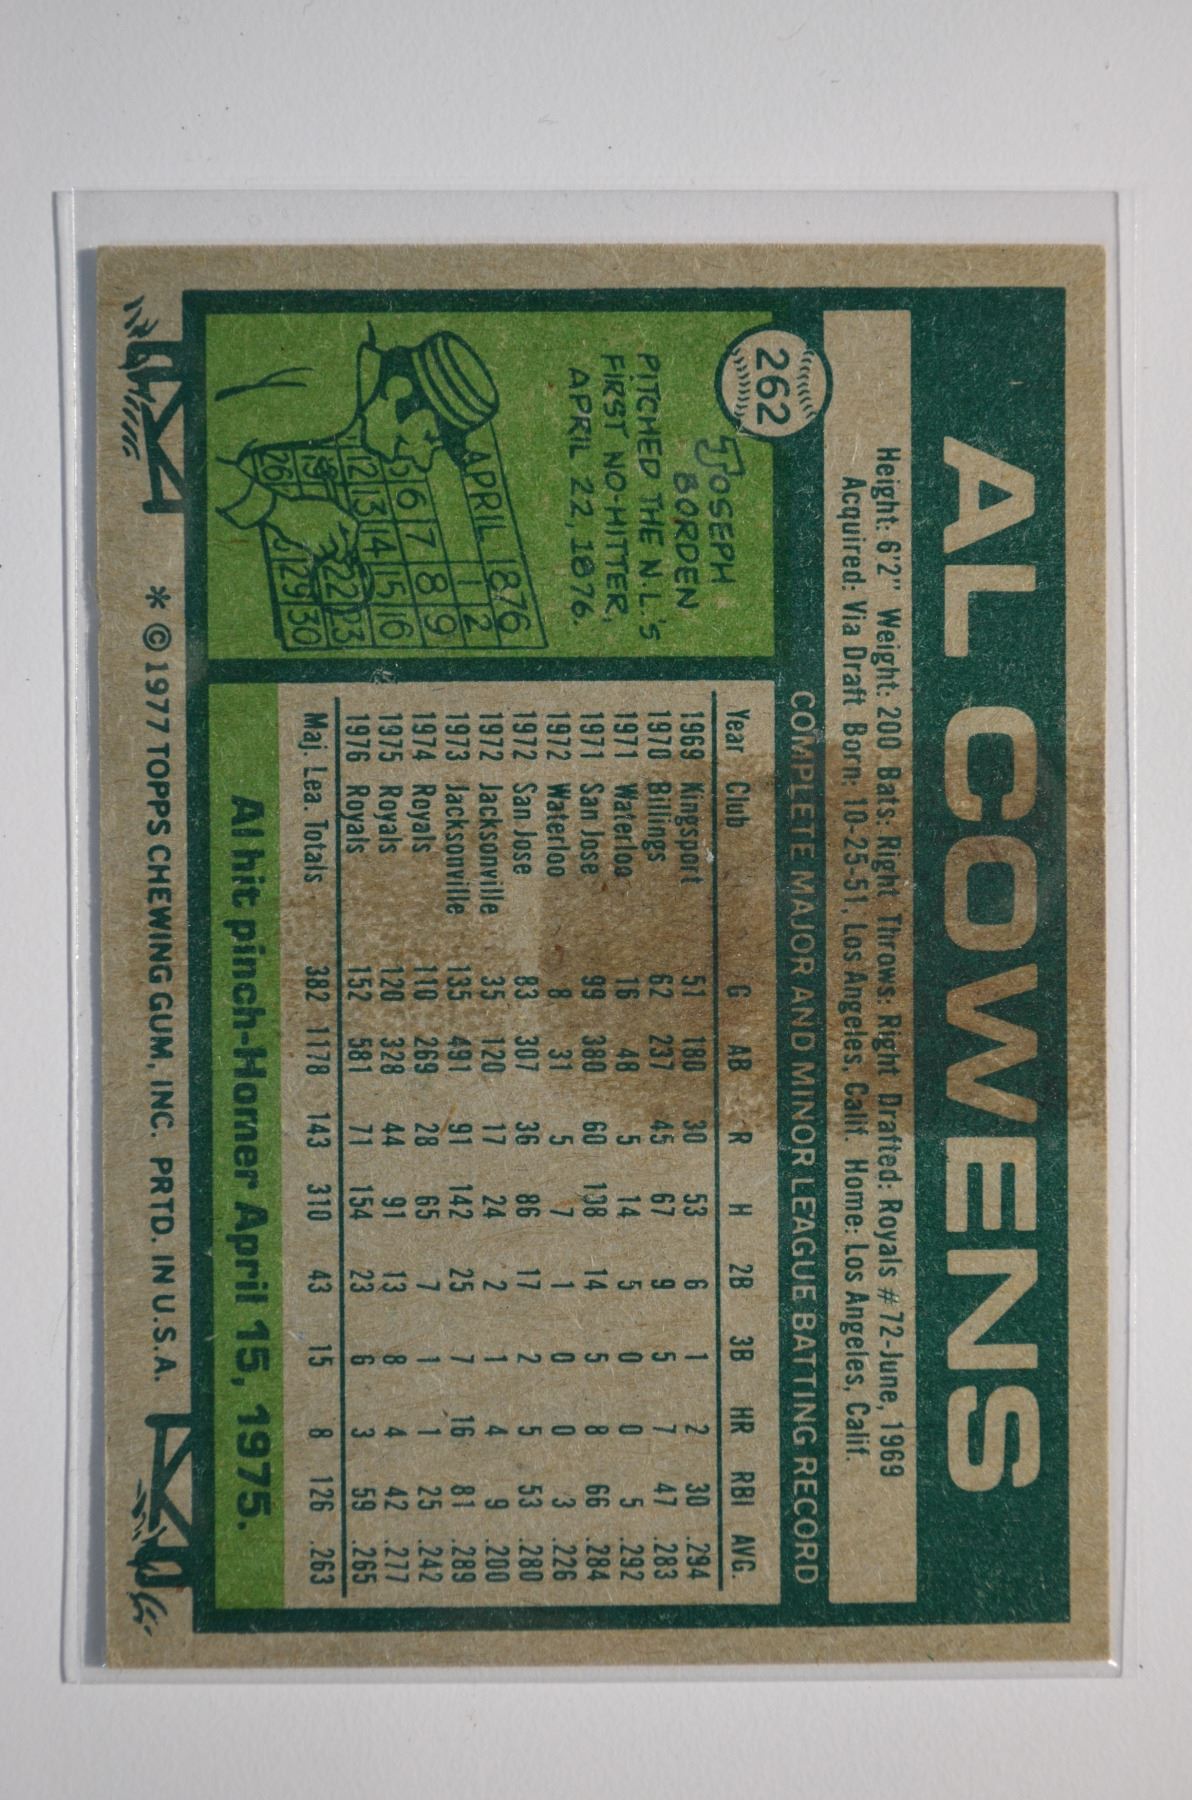 262
AL COWENS
Height: 6'2" Weight: 200 Bats: Right Throws: Right Drafted: Royals #72-June, 1969
Acquired: Via Draft Born: 10-25-51, Los Angeles, Calif. Home: Los Angeles, Calif.
COMPLETE MAJOR AND MINOR LEAGUE BATTING RECORD
JOSEPH
BORDEN
PITCHED THE N.L.'S
FIRST NO-HITTER,
APRIL 22, 1876.
APRIL 1876
1 2
5 6 7 8 9
12 13 14 15 16
19 22 23
26 29 30
Year Club G AB R H 2B 3B HR RBI AVG.
1969 Kingsport 51 180 30 53 6 1 2 30 .294
1970 Billings 62 237 45 67 9 5 7 47 .283
1971 Waterloo 16 48 5 14 5 0 0 5 .292
1971 San Jose 99 380 60 108 14 5 8 66 .284
1972 Waterloo 8 31 5 7 1 0 0 3 .226
1972 San Jose 83 307 36 86 17 2 5 53 .280
1972 Jacksonville 35 120 17 24 2 1 4 9 .200
1973 Jacksonville 135 491 91 142 25 7 16 81 .289
1974 Royals 110 269 28 65 7 1 1 25 .242
1975 Royals 120 328 44 91 13 8 4 42 .277
1976 Royals 152 581 71 154 23 6 3 59 .265
Maj. Lea. Totals 382 1178 143 310 43 15 8 126 .263
Al hit pinch-Homer April 15, 1975.
* © 1977 TOPPS CHEWING GUM, INC. PRTD. IN U.S.A.